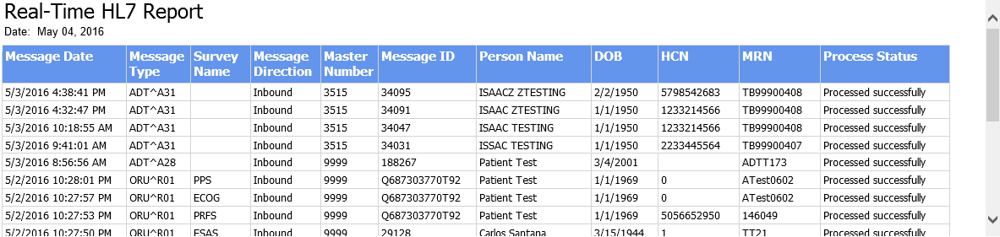 Real-Time HL7 Report
Date: May 04, 2016
Message Date Message Type Survey Name Message Direction Master Number Message ID Person Name DOB HCN MRN Process Status
5/3/2016 4:38:41 PM ADT^A31 Inbound 3515 34095 ISAACZ ZTESTING 2/2/1950 5798542683 TB99900408 Processed successfully
5/3/2016 4:32:47 PM ADT^A31 Inbound 3515 34091 ISAAC ZTESTING 1/1/1950 1233214566 TB99900408 Processed successfully
5/3/2016 10:18:55 AM ADT^A31 Inbound 3515 34047 ISAAC TESTING 1/1/1950 1233214566 TB99900408 Processed successfully
5/3/2016 9:41:01 AM ADT^A31 Inbound 3515 34031 ISSAC TESTING 1/1/1950 2233445564 TB99900407 Processed successfully
5/3/2016 8:56:56 AM ADT^A28 Inbound 9999 188267 Patient Test 3/4/2001 ADTT173 Processed successfully
5/2/2016 10:28:01 PM ORU^R01 PPS Inbound 9999 Q687303770T92 Patient Test 1/1/1969 0 ATest0602 Processed successfully
5/2/2016 10:27:57 PM ORU^R01 ECOG Inbound 9999 Q687303770T92 Patient Test 1/1/1969 0 ATest0602 Processed successfully
5/2/2016 10:27:53 PM ORU^R01 PRFS Inbound 9999 Q687303770T92 Patient Test 1/1/1969 5056652950 146049 Processed successfully
5/2/2016 10:27:50 PM ORU^R01 ESAS Inbound 9999 29128 Carlos Santana 3/15/1944 1 TT21 Processed successfully